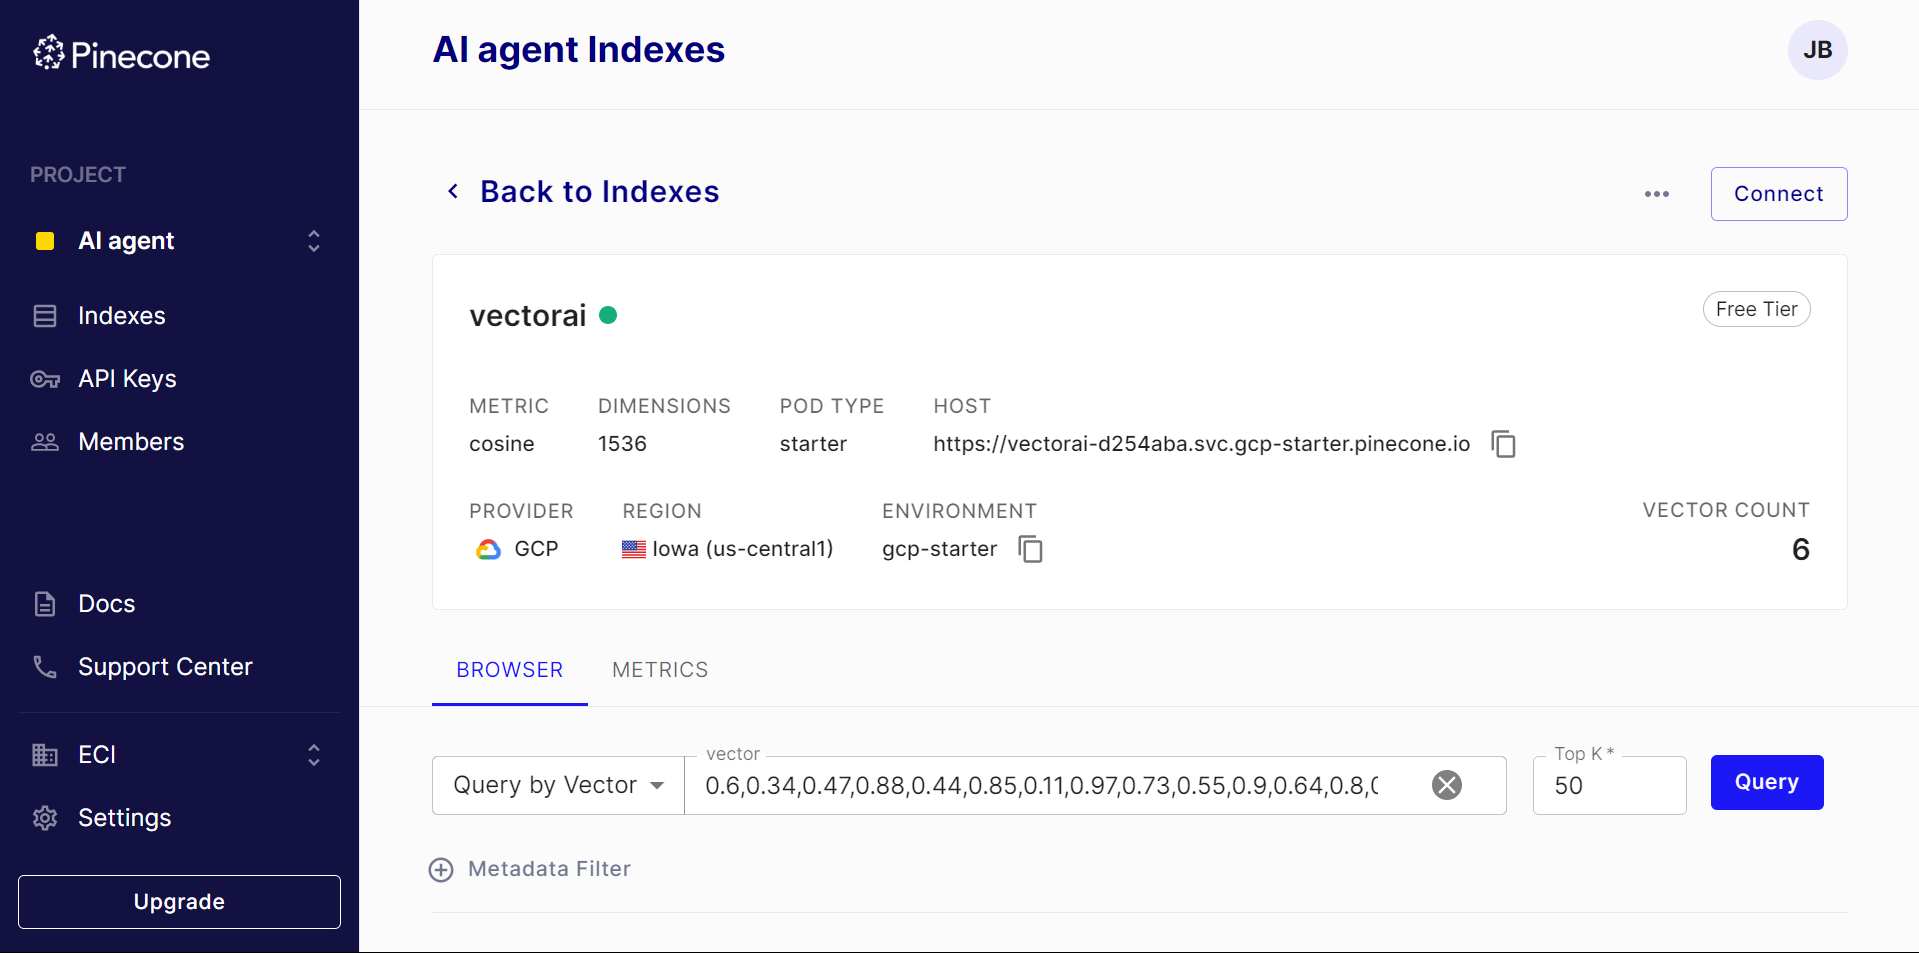 Pinecone
PROJECT
AI agent
Indexes
API Keys
Members
Docs
Support Center
ECI
Settings
Upgrade
AI agent Indexes
JB
Back to Indexes
Connect
vectorai
Free Tier
METRIC DIMENSIONS POD TYPE HOST
cosine 1536 starter https://vectorai-d254aba.svc.gcp-starter.pinecone.io
PROVIDER REGION ENVIRONMENT VECTOR COUNT
GCP Iowa (us-central1) gcp-starter 6
BROWSER METRICS
vector Top K *
Query by Vector 0.6,0.34,0.47,0.88,0.44,0.85,0.11,0.97,0.73,0.55,0.9,0.64,0.8, 50 Query
Metadata Filter